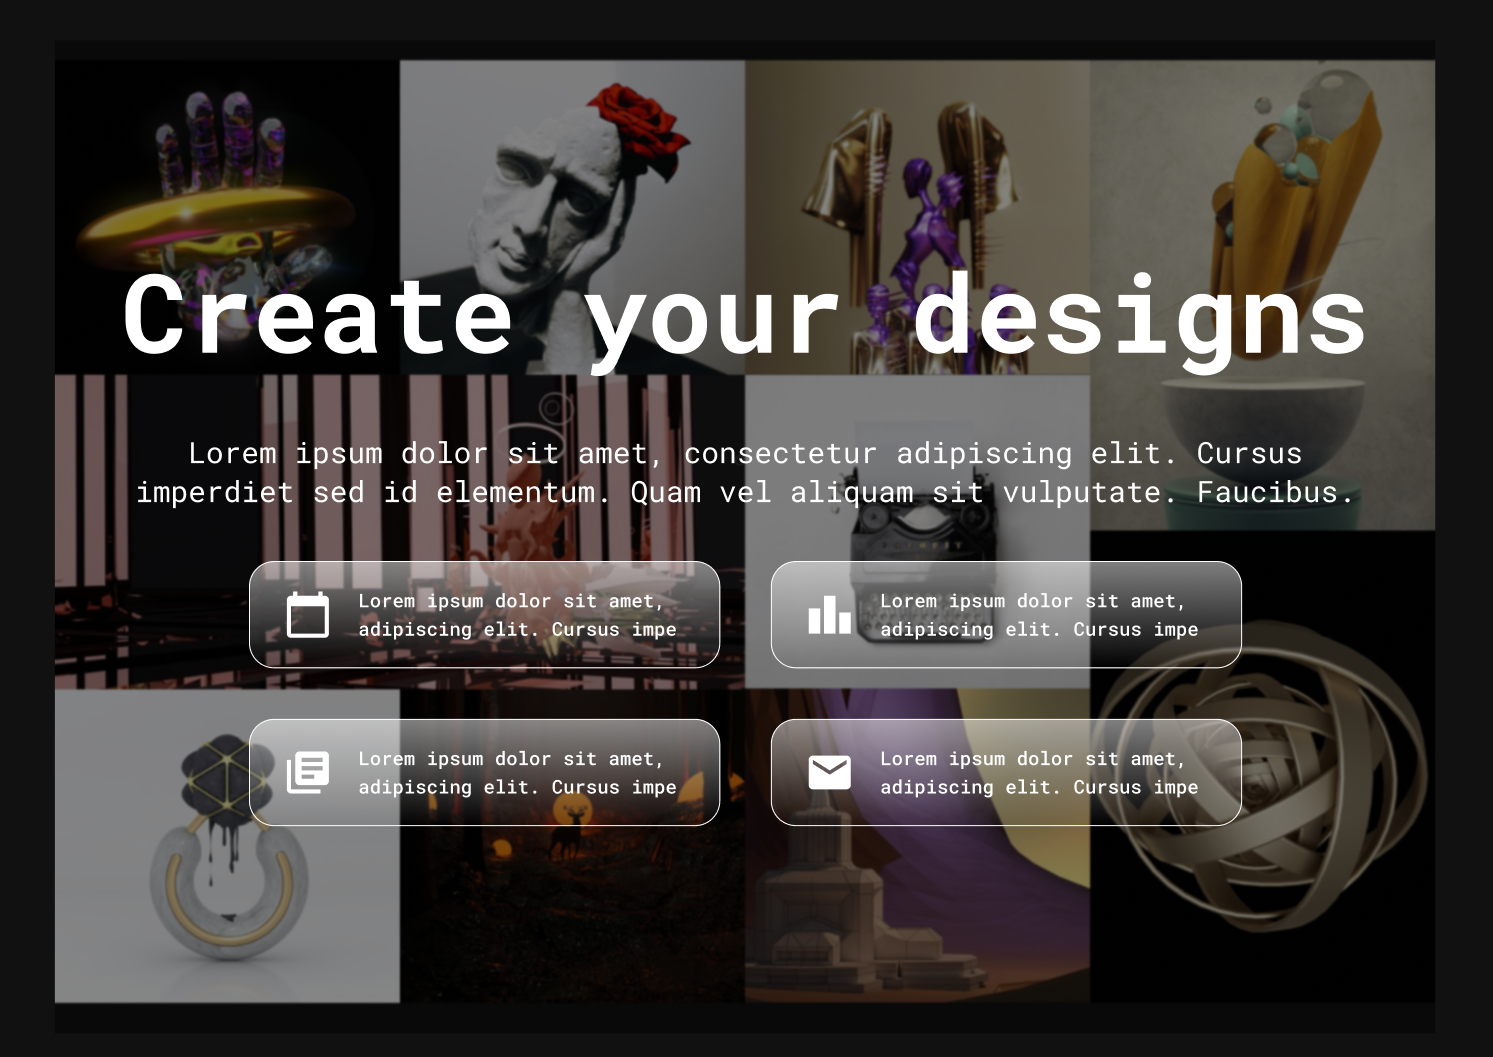 Create your designs
Lorem ipsum dolor sit amet, consectetur adipiscing elit. Cursus
imperdiet sed id elementum. Quam vel aliquam sit vulputate. Faucibus.
Lorem ipsum dolor sit amet,
adipiscing elit. Cursus impe
Lorem ipsum dolor sit amet,
adipiscing elit. Cursus impe
Lorem ipsum dolor sit amet,
adipiscing elit. Cursus impe
Lorem ipsum dolor sit amet,
adipiscing elit. Cursus impe